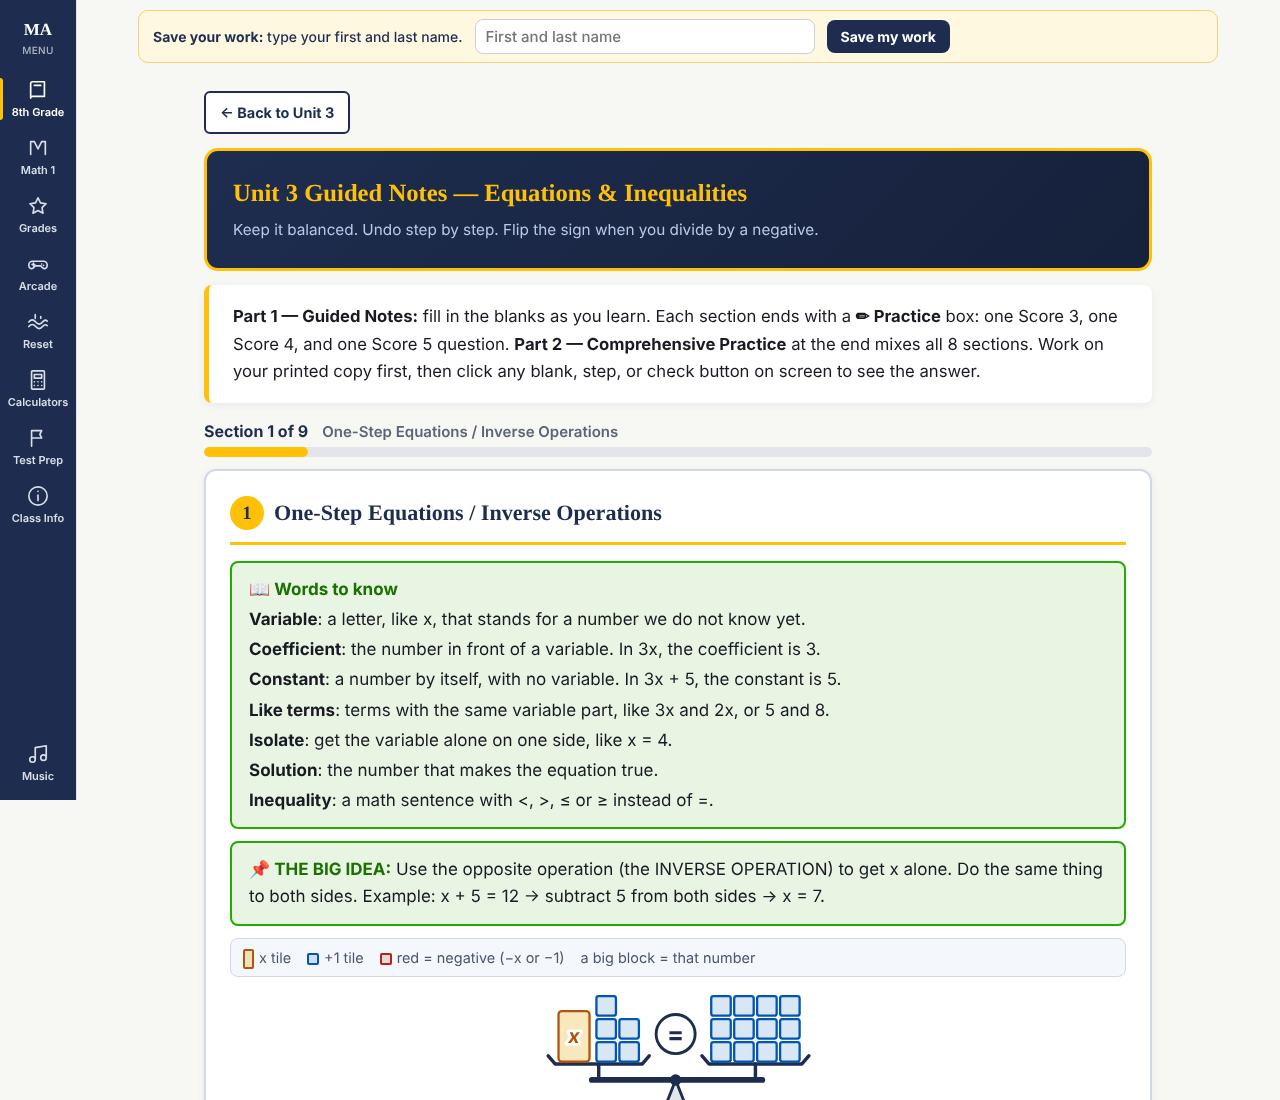 MA
MENU
8th Grade
Math 1
Grades
Arcade
Reset
Calculators
Test Prep
Class Info
Music
Save your work: type your first and last name.
First and last name
Save my work
← Back to Unit 3
Unit 3 Guided Notes — Equations & Inequalities
Keep it balanced. Undo step by step. Flip the sign when you divide by a negative.
Part 1 — Guided Notes: fill in the blanks as you learn. Each section ends with a ✏ Practice box: one Score 3, one
Score 4, and one Score 5 question. Part 2 — Comprehensive Practice at the end mixes all 8 sections. Work on
your printed copy first, then click any blank, step, or check button on screen to see the answer.
Section 1 of 9 One-Step Equations / Inverse Operations
1 One-Step Equations / Inverse Operations
📖 Words to know
Variable: a letter, like x, that stands for a number we do not know yet.
Coefficient: the number in front of a variable. In 3x, the coefficient is 3.
Constant: a number by itself, with no variable. In 3x + 5, the constant is 5.
Like terms: terms with the same variable part, like 3x and 2x, or 5 and 8.
Isolate: get the variable alone on one side, like x = 4.
Solution: the number that makes the equation true.
Inequality: a math sentence with <, >, ≤ or ≥ instead of =.
📌 THE BIG IDEA: Use the opposite operation (the INVERSE OPERATION) to get x alone. Do the same thing
to both sides. Example: x + 5 = 12 → subtract 5 from both sides → x = 7.
x tile +1 tile red = negative (−x or −1) a big block = that number
x =